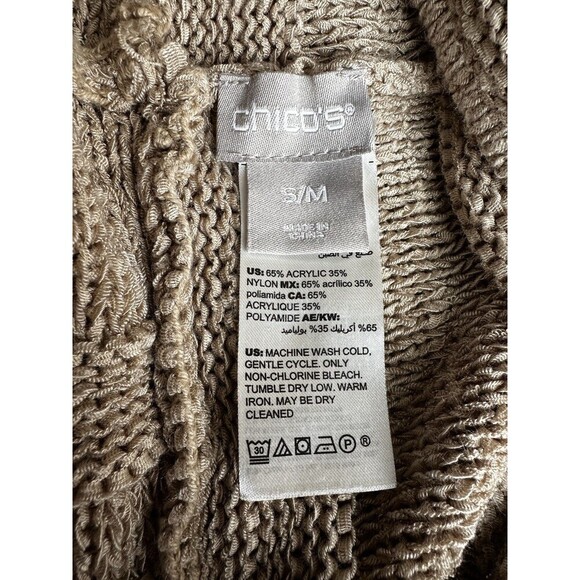 chico's®
S/M
MADE IN
CHINA
صنع في الصين
US: 65% ACRYLIC 35%
NYLON MX: 65% acrílico 35%
poliamida CA: 65%
ACRYLIQUE 35%
POLYAMIDE AE/KW:
65% أكريليك 35% بولياميد
US: MACHINE WASH COLD,
GENTLE CYCLE. ONLY
NON-CHLORINE BLEACH.
TUMBLE DRY LOW. WARM
IRON. MAY BE DRY
CLEANED
30 P ®